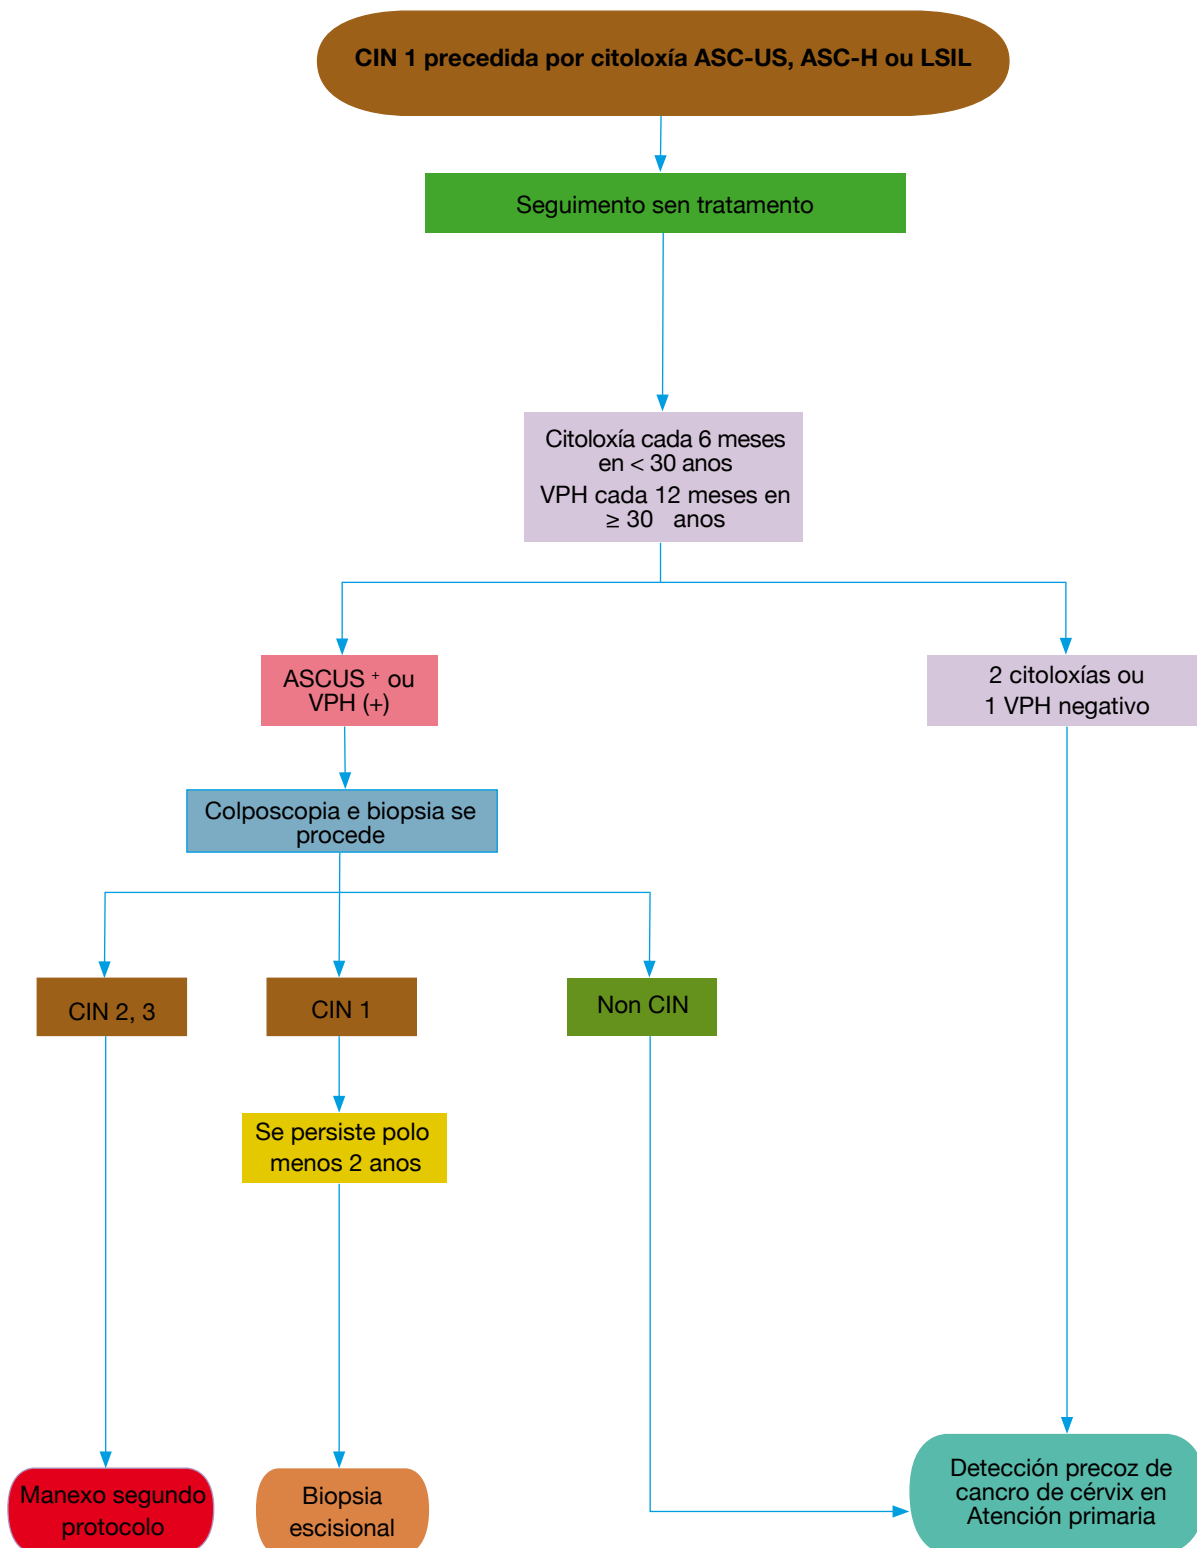 CIN 1 precedida por citoloxía ASC-US, ASC-H ou LSIL
Seguimento sen tratamento
Citoloxía cada 6 meses
en < 30 anos
VPH cada 12 meses en
≥ 30 anos
ASCUS + ou
VPH (+)
2 citoloxías ou
1 VPH negativo
Colposcopia e biopsia se
procede
CIN 2, 3
CIN 1
Non CIN
Se persiste polo
menos 2 anos
Manexo segundo
protocolo
Biopsia
escisional
Detección precoz de
cancro de cérvix en
Atención primaria